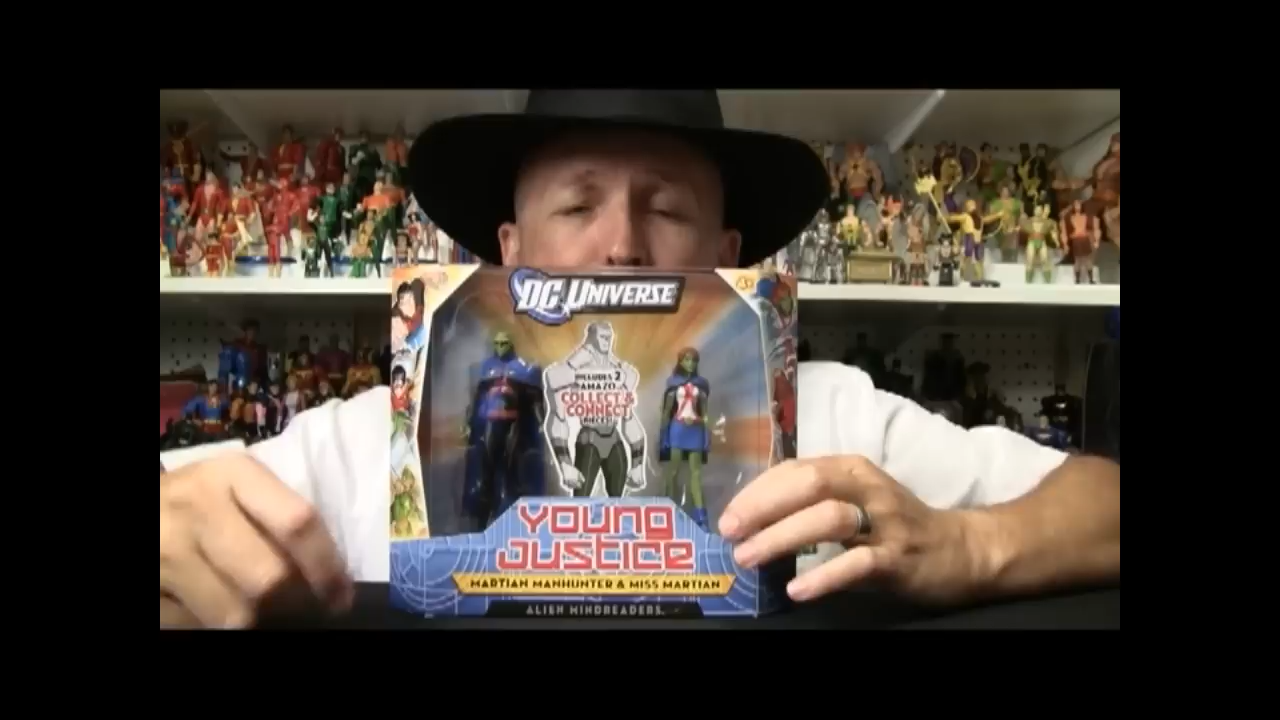 DC UNIVERSE
INCLUDES 2
AMAZO
COLLECT &
CONNECT
PIECES!
YOUNG
JUSTICE
MARTIAN MANHUNTER & MISS MARTIAN
ALIEN MINDREADERS